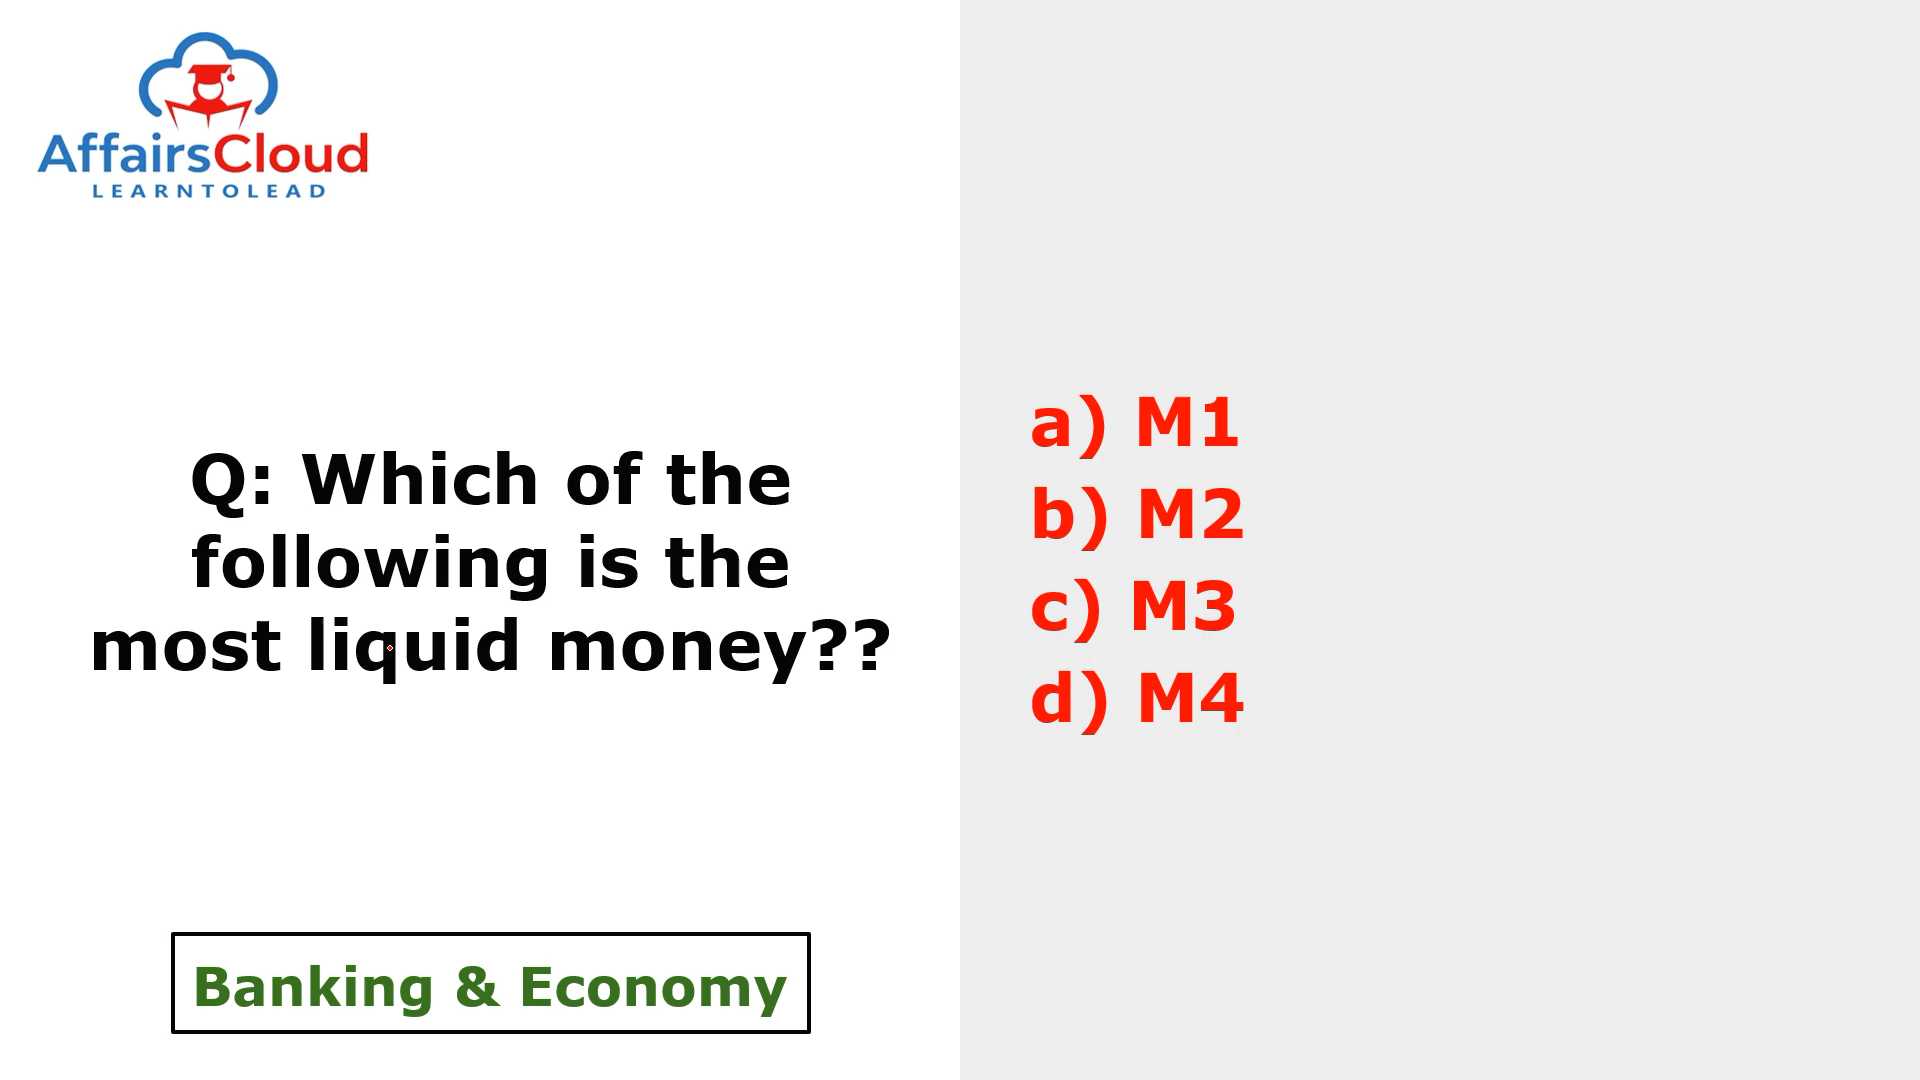 AffairsCloud
LEARNTOLEAD
Q: Which of the
following is the
most liquid money??
Banking & Economy
a) M1
b) M2
c) M3
d) M4